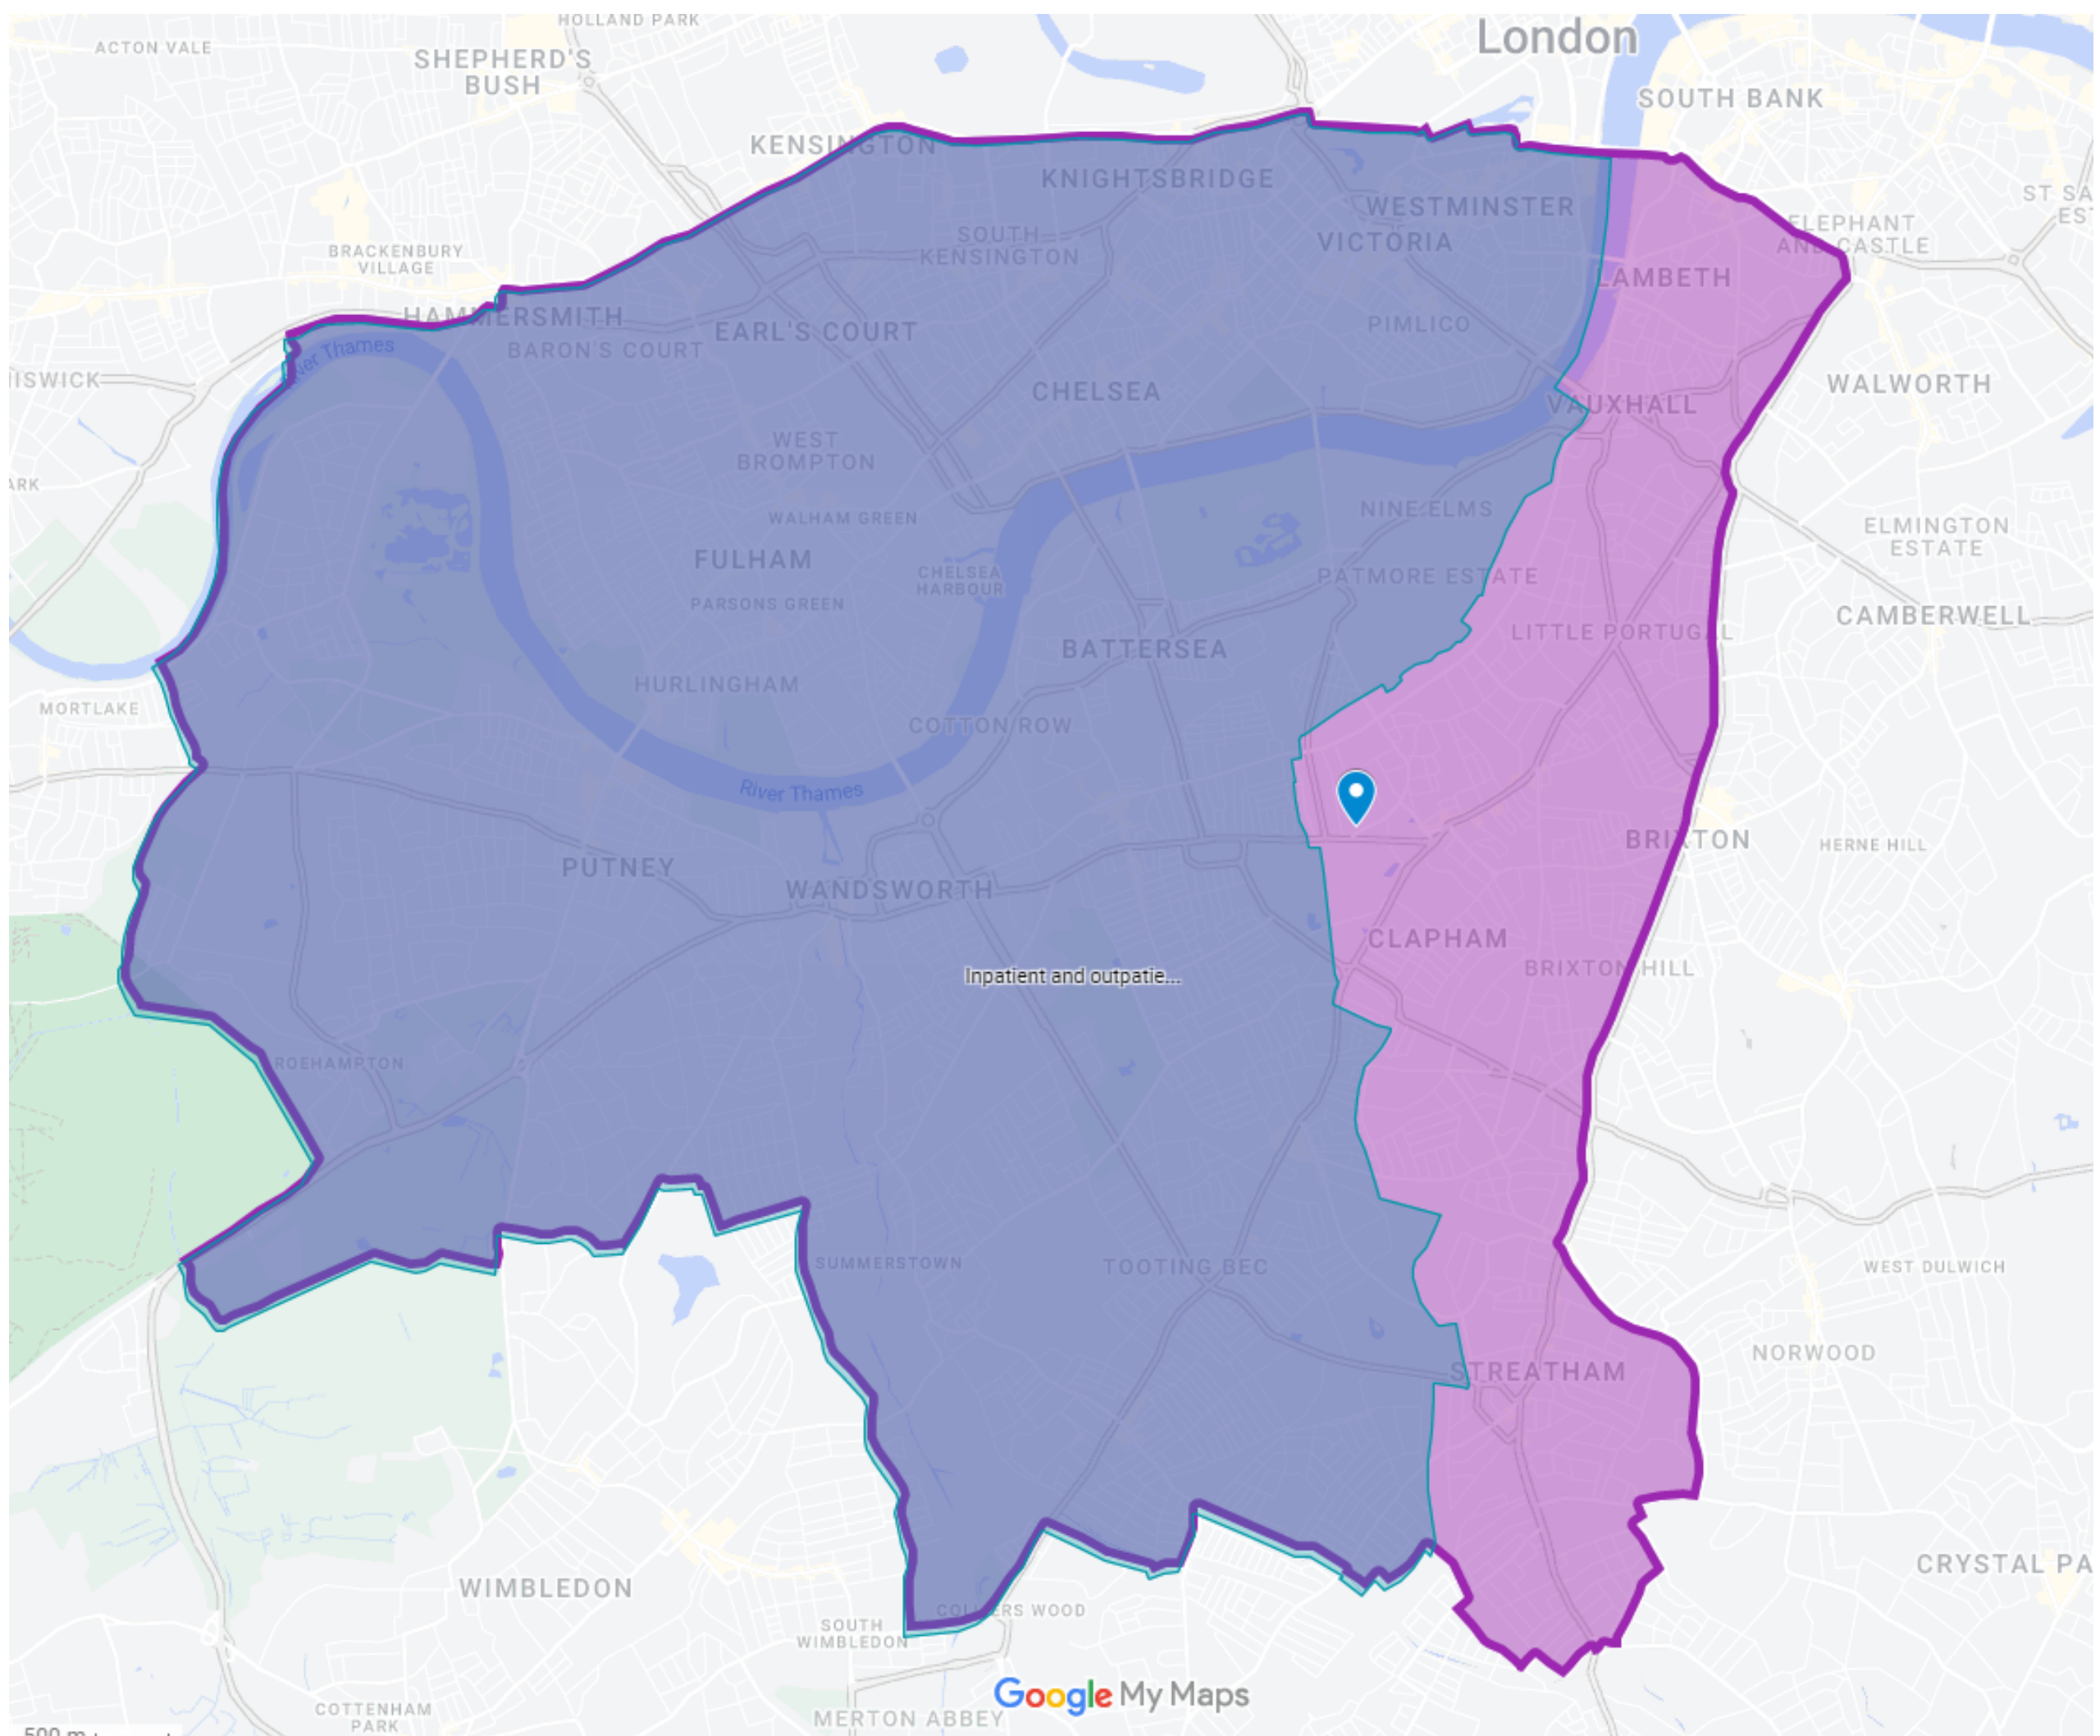 HOLLAND PARK
London
ACTON VALE
SHEPHERD'S
BUSH
SOUTH BANK
KENSINGTON
KNIGHTSBRIDGE
ST SA
EST
WESTMINSTER
ELEPHANT
AND CASTLE
SOUTH
KENSINGTON
VICTORIA
BRACKENBURY
VILLAGE
LAMBETH
HAMMERSMITH
EARL'S COURT
PIMLICO
BARON'S COURT
River Thames
ISWICK
CHELSEA
WALWORTH
VAUXHALL
WEST
BROMPTON
ARK
NINE ELMS
WALHAM GREEN
ELMINGTON
ESTATE
FULHAM
CHELSEA
HARBOUR
PATMORE ESTATE
PARSONS GREEN
CAMBERWELL
LITTLE PORTUGAL
BATTERSEA
HURLINGHAM
MORTLAKE
COTTON ROW
River Thames
BRIXTON
HERNE HILL
PUTNEY
WANDSWORTH
CLAPHAM
BRIXTON HILL
Inpatient and outpatie...
ROEHAMPTON
SUMMERSTOWN
TOOTING BEC
WEST DULWICH
NORWOOD
STREATHAM
CRYSTAL PA
WIMBLEDON
COLLIERS WOOD
SOUTH
WIMBLEDON
Google My Maps
COTTENHAM
PARK
MERTON ABBEY
500 m